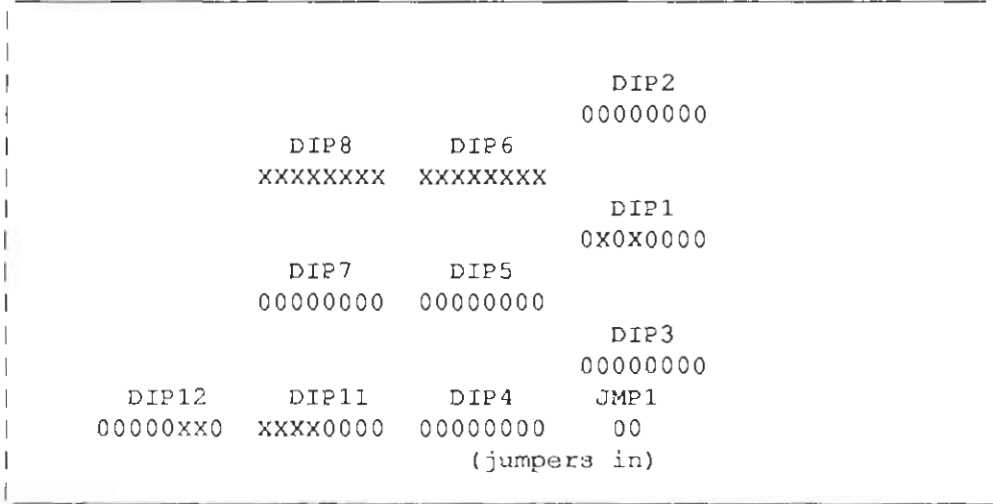 DIP2
00000000
DIP8 DIP6
XXXXXXXX XXXXXXXX
DIP1
0X0X0000
DIP7 DIP5
00000000 00000000
DIP3
00000000
DIP12 DIP11 DIP4 JMP1
00000XX0 XXXX0000 00000000 00
(jumpers in)